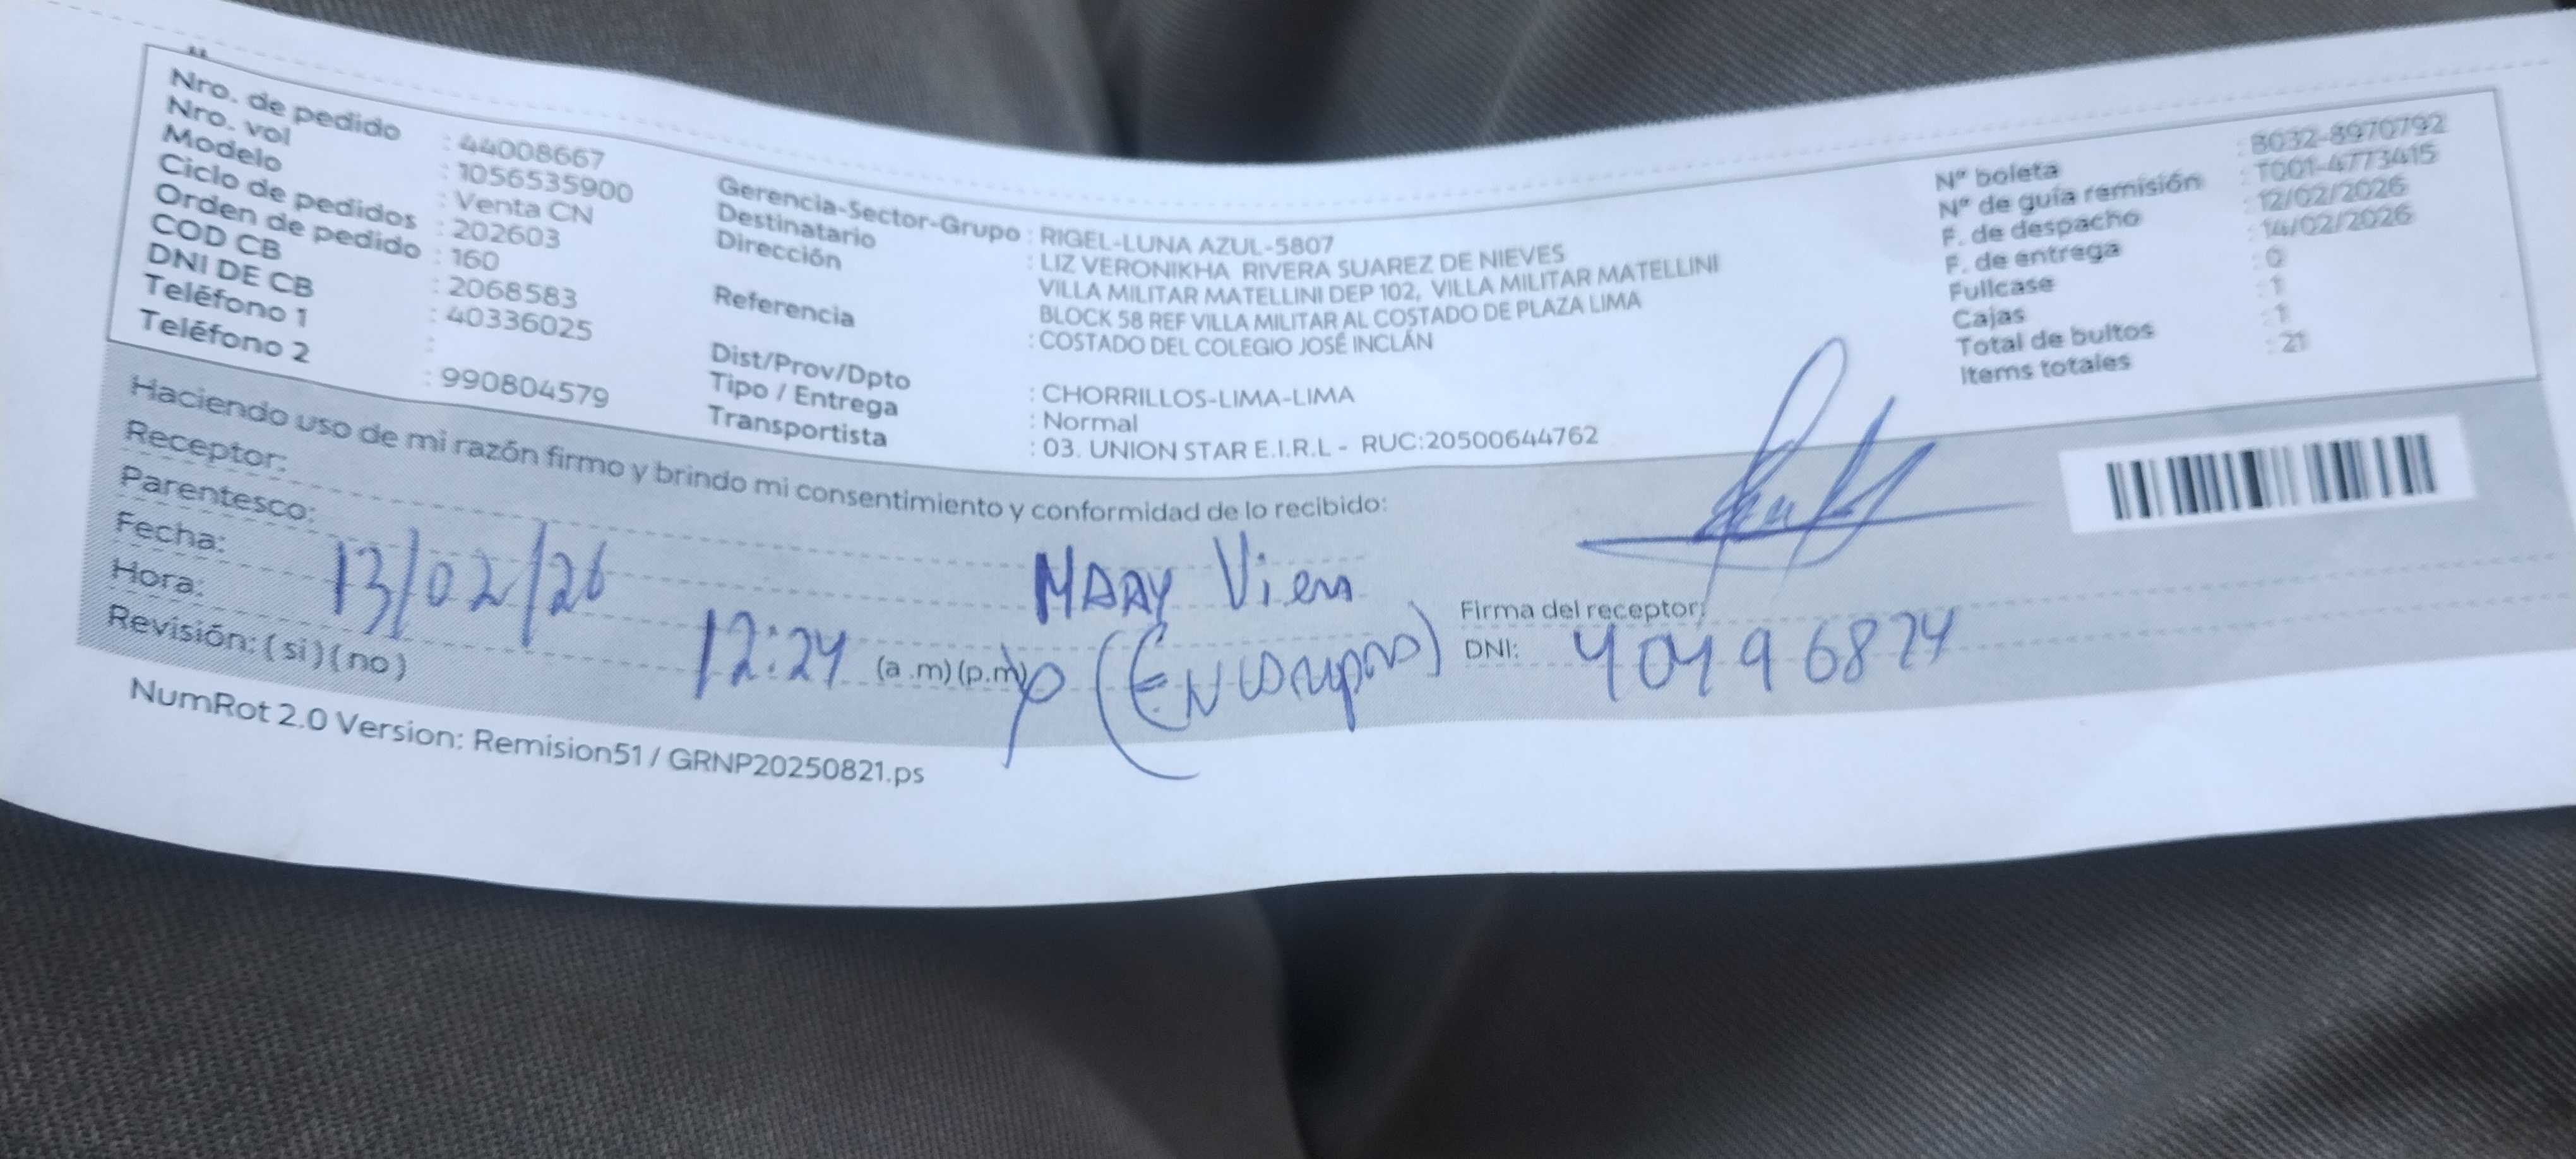 Nro. de pedido : 44008667
Nro. vol : 1056535900
Modelo : Venta CN
Ciclo de pedidos : 202603
Orden de pedido : 160
COD CB : 2068583
DNI DE CB : 40336025
Teléfono 1 :
Teléfono 2 : 990804579
Gerencia-Sector-Grupo : RIGEL-LUNA AZUL-5807
Destinatario : LIZ VERONIKHA RIVERA SUAREZ DE NIEVES
Dirección VILLA MILITAR MATELLINI DEP 102, VILLA MILITAR MATELLINI
BLOCK 58 REF VILLA MILITAR AL COSTADO DE PLAZA LIMA
Referencia : COSTADO DEL COLEGIO JOSÉ INCLÁN
Dist/Prov/Dpto : CHORRILLOS-LIMA-LIMA
Tipo / Entrega : Normal
Transportista : 03. UNION STAR E.I.R.L - RUC:20500644762
Nº boleta : B032-8970792
Nº de guía remisión : T001-4773415
F. de despacho : 12/02/2026
F. de entrega : 14/02/2026
Fullcase : 0
Cajas : 1
Total de bultos : 1
Items totales : 21
Haciendo uso de mi razón firmo y brindo mi consentimiento y conformidad de lo recibido:
Receptor: MARY
Parentesco:
Fecha: 13/02/26
Hora: 12:24 (a.m) (p.m)
Revisión: (si) (no)
Firma del receptor:
DNI: 40496824
NumRot 2.0 Version: Remision51 / GRNP20250821.ps